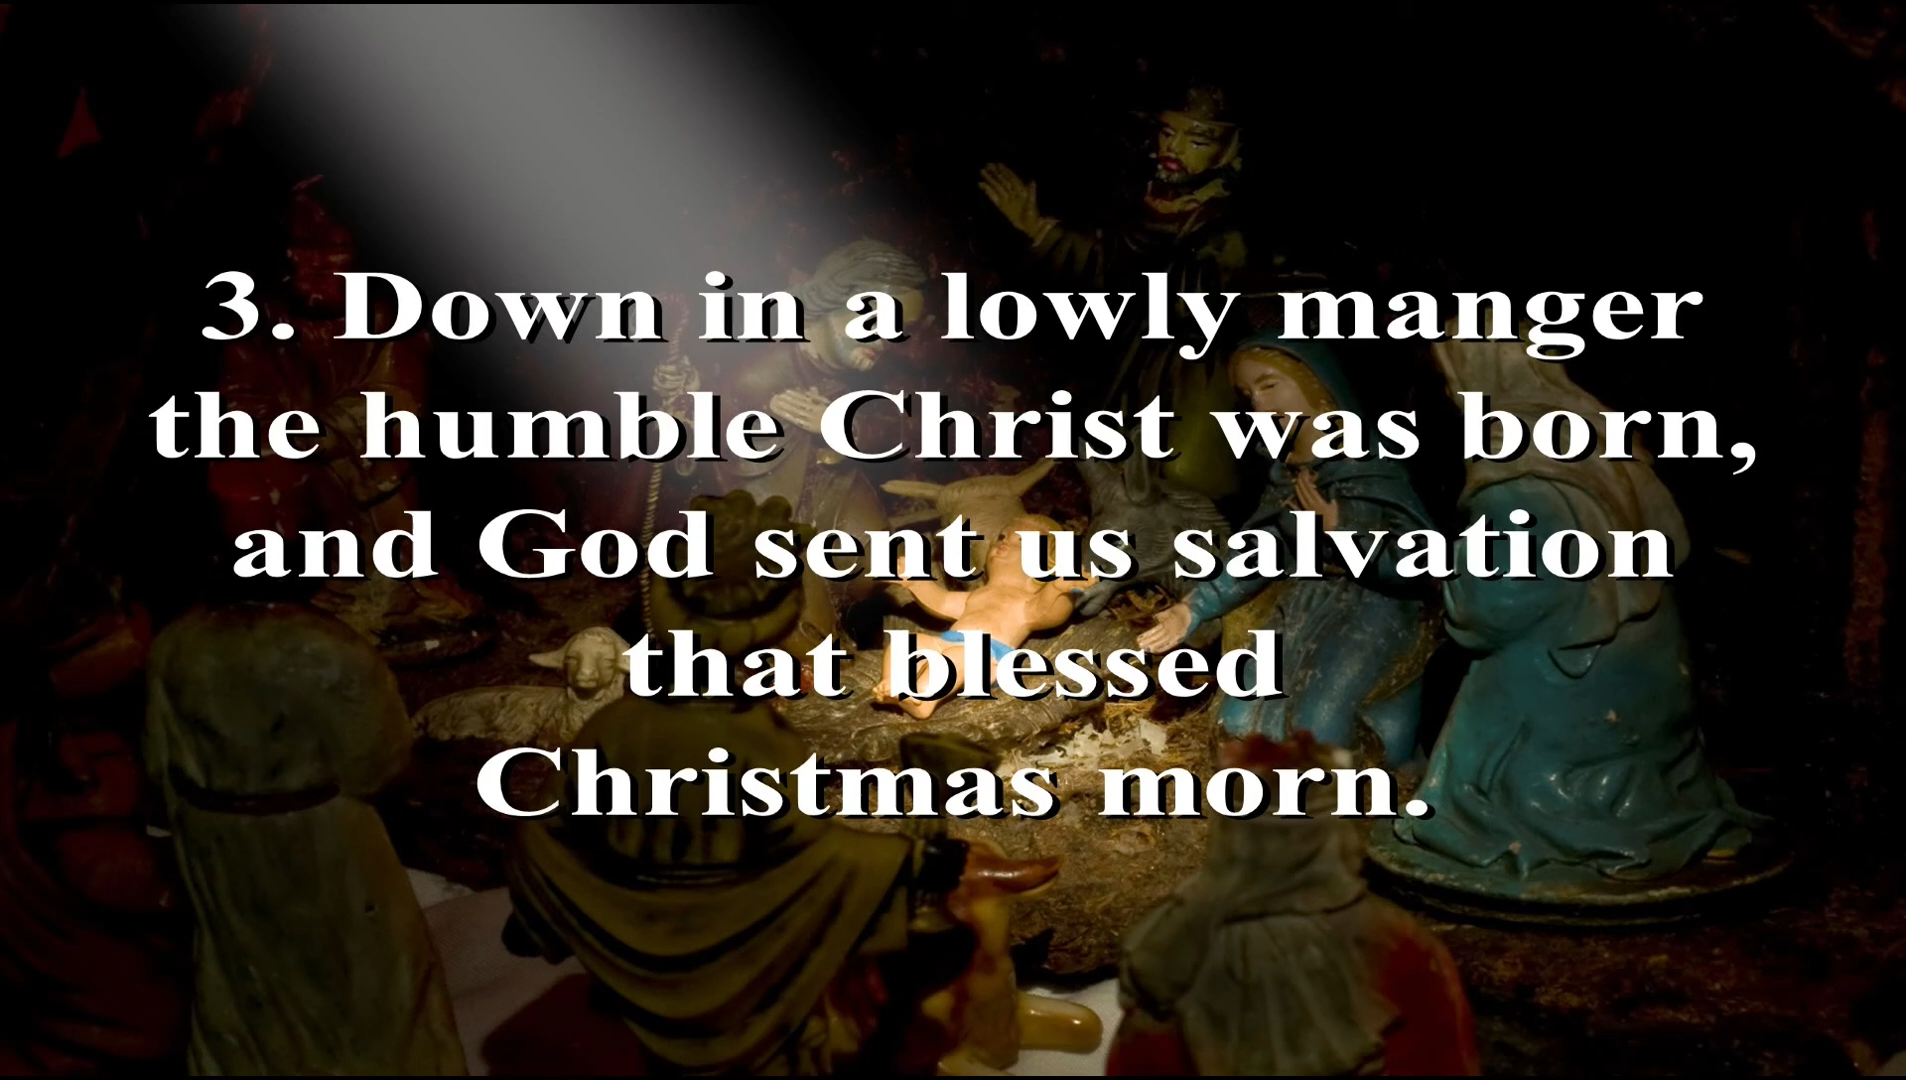 3. Down in a lowly manger
the humble Christ was born,
and God sent us salvation
that blessed
Christmas morn.